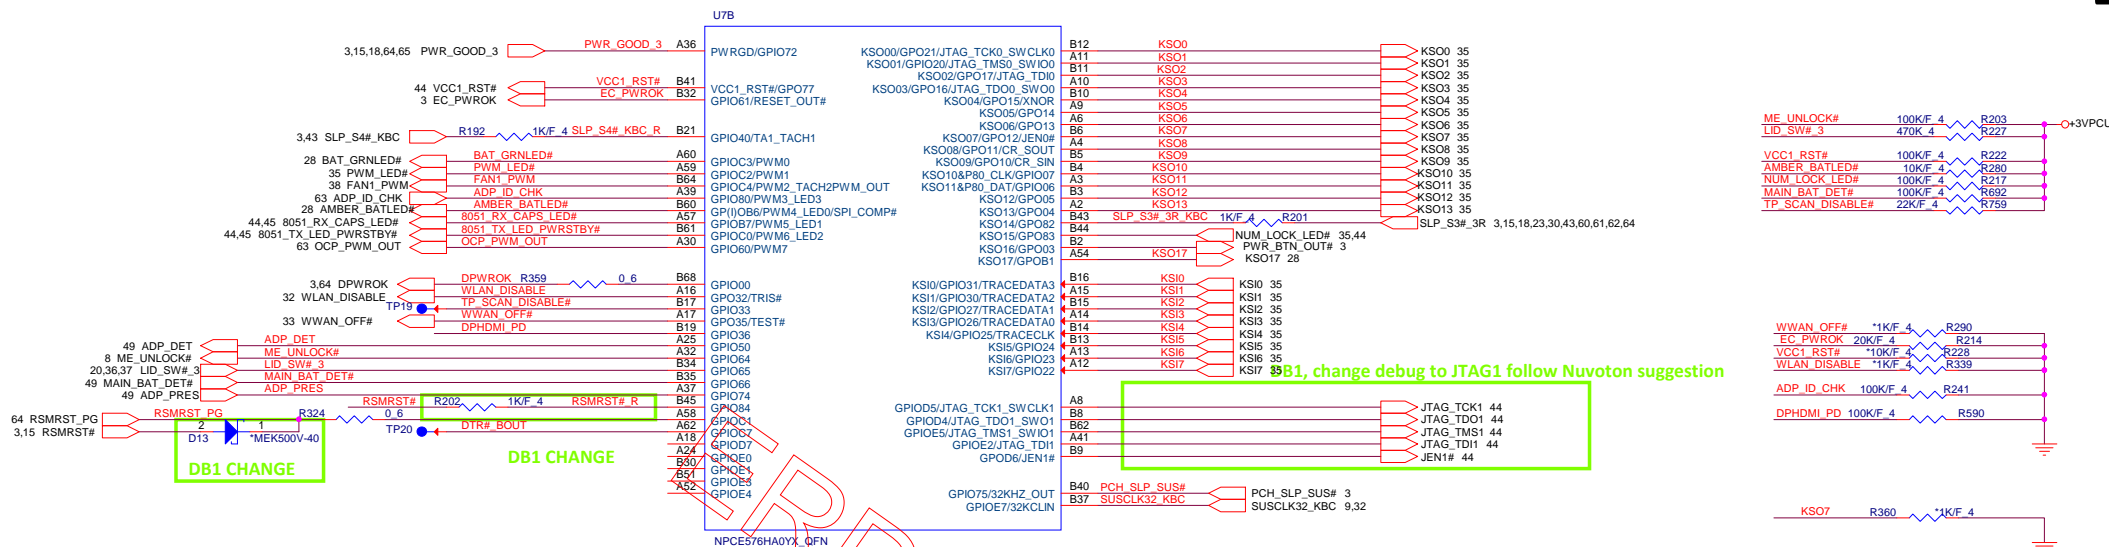 U7B
3,15,18,64,65 PWR_GOOD_3 PWR_GOOD_3 A36 PWRGD/GPIO72
44 VCC1_RST# VCC1_RST# B41 VCC1_RST#/GPO77
3 EC_PWROK EC_PWROK B32 GPIO61/RESET_OUT#
3,43 SLP_S4#_KBC R192 1K/F_4 SLP_S4#_KBC_R B21 GPIO40/TA1_TACH1
28 BAT_GRNLED# BAT_GRNLED# A60 GPIOC3/PWM0
35 PWM_LED# PWM_LED# A59 GPIOC2/PWM1
38 FAN1_PWM FAN1_PWM B64 GPIOC4/PWM2_TACH2PWM_OUT
63 ADP_ID_CHK ADP_ID_CHK A39 GPIO80/PWM3_LED3
28 AMBER_BATLED# AMBER_BATLED# B60 GP(I)OB6/PWM4_LED0/SPI_COMP#
44,45 8051_RX_CAPS_LED# 8051_RX_CAPS_LED# A57 GPIOB7/PWM5_LED1
44,45 8051_TX_LED_PWRSTBY# 8051_TX_LED_PWRSTBY# B61 GPIOC0/PWM6_LED2
63 OCP_PWM_OUT OCP_PWM_OUT A30 GPIO60/PWM7
3,64 DPWROK DPWROK R359 0_6 B68 GPIO00
32 WLAN_DISABLE WLAN_DISABLE A16 GPO32/TRIS#
TP19 TP_SCAN_DISABLE# B17 GPIO33
33 WWAN_OFF# WWAN_OFF# A17 GPO35/TEST#
DPHDMI_PD B19 GPIO36
49 ADP_DET ADP_DET A25 GPIO50
8 ME_UNLOCK# ME_UNLOCK# A32 GPIO64
20,36,37 LID_SW#_3 LID_SW#_3 B34 GPIO65
49 MAIN_BAT_DET# MAIN_BAT_DET# B35 GPIO66
49 ADP_PRES ADP_PRES A37 GPIO74
RSMRST# R202 1K/F_4 RSMRST#_R B45 GPIO84
64 RSMRST_PG RSMRST_PG R324 0_6 A58 GPIOC1
3,15 RSMRST# 2 1 D13 *MEK500V-40 TP20 DTR#_BOUT A62 GPIOC7
A18 GPIOD7
A24 GPIOE0
B30 GPIOE1
B51 GPIOE3
A52 GPIOE4
DB1 CHANGE
DB1 CHANGE
NPCE576HA0YX_QFN
KSO00/GPO21/JTAG_TCK0_SWCLK0 B12 KSO0 KSO0 35
KSO01/GPIO20/JTAG_TMS0_SWIO0 A11 KSO1 KSO1 35
KSO02/GPO17/JTAG_TDI0 B11 KSO2 KSO2 35
KSO03/GPO16/JTAG_TDO0_SWO0 A10 KSO3 KSO3 35
KSO04/GPO15/XNOR B10 KSO4 KSO4 35
KSO05/GPO14 A9 KSO5 KSO5 35
KSO06/GPO13 A6 KSO6 KSO6 35
KSO07/GPO12/JEN0# B6 KSO7 KSO7 35
KSO08/GPO11/CR_SOUT A4 KSO8 KSO8 35
KSO09/GPO10/CR_SIN B5 KSO9 KSO9 35
KSO10&P80_CLK/GPIO07 B4 KSO10 KSO10 35
KSO11&P80_DAT/GPIO06 A3 KSO11 KSO11 35
KSO12/GPO05 B3 KSO12 KSO12 35
KSO13/GPO04 A2 KSO13 KSO13 35
KSO14/GPO82 B43 SLP_S3#_3R_KBC 1K/F_4 R201 SLP_S3#_3R 3,15,18,23,30,43,60,61,62,64
KSO15/GPO83 B44 NUM_LOCK_LED# 35,44
KSO16/GPO03 B2 PWR_BTN_OUT# 3
KSO17/GPOB1 A54 KSO17 KSO17 28
KSI0/GPIO31/TRACEDATA3 B16 KSI0 KSI0 35
KSI1/GPIO30/TRACEDATA2 A15 KSI1 KSI1 35
KSI2/GPIO27/TRACEDATA1 B15 KSI2 KSI2 35
KSI3/GPIO26/TRACEDATA0 A14 KSI3 KSI3 35
KSI4/GPIO25/TRACECLK B14 KSI4 KSI4 35
KSI5/GPIO24 B13 KSI5 KSI5 35
KSI6/GPIO23 A13 KSI6 KSI6 35
KSI7/GPIO22 A12 KSI7 KSI7 35
DB1, change debug to JTAG1 follow Nuvoton suggestion
GPIOD5/JTAG_TCK1_SWCLK1 A8 JTAG_TCK1 44
GPIOD4/JTAG_TDO1_SWO1 B8 JTAG_TDO1 44
GPIOE5/JTAG_TMS1_SWIO1 B62 JTAG_TMS1 44
GPIOE2/JTAG_TDI1 A41 JTAG_TDI1 44
GPOD6/JEN1# B9 JEN1# 44
GPIO75/32KHZ_OUT B40 PCH_SLP_SUS# PCH_SLP_SUS# 3
GPIOE7/32KCLIN B37 SUSCLK32_KBC SUSCLK32_KBC 9,32
ME_UNLOCK# 100K/F_4 R203 +3VPCU
LID_SW#_3 470K_4 R227
VCC1_RST# 100K/F_4 R222
AMBER_BATLED# 10K/F_4 R280
NUM_LOCK_LED# 100K/F_4 R217
MAIN_BAT_DET# 100K/F_4 R692
TP_SCAN_DISABLE# 22K/F_4 R759
WWAN_OFF# *1K/F_4 R290
EC_PWROK 20K/F_4 R214
VCC1_RST# *10K/F_4 R228
WLAN_DISABLE *1K/F_4 R339
ADP_ID_CHK 100K/F_4 R241
DPHDMI_PD 100K/F_4 R590
KSO7 R360 *1K/F_4